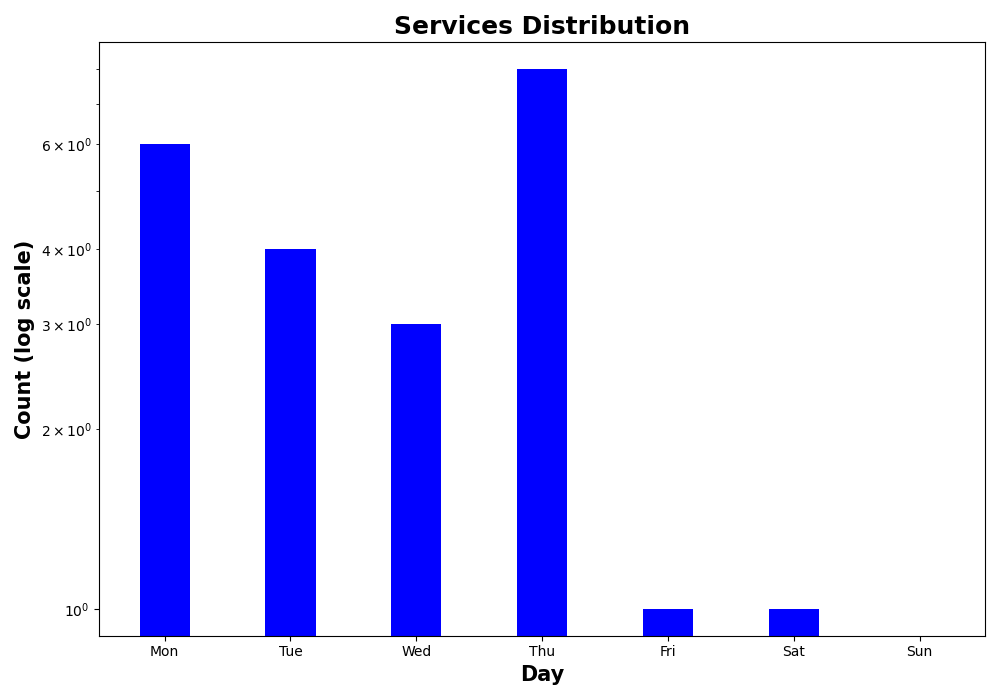 Services Distribution
Count (log scale)
6 × 10⁰
4 × 10⁰
3 × 10⁰
2 × 10⁰
10⁰
Mon Tue Wed Thu Fri Sat Sun
Day